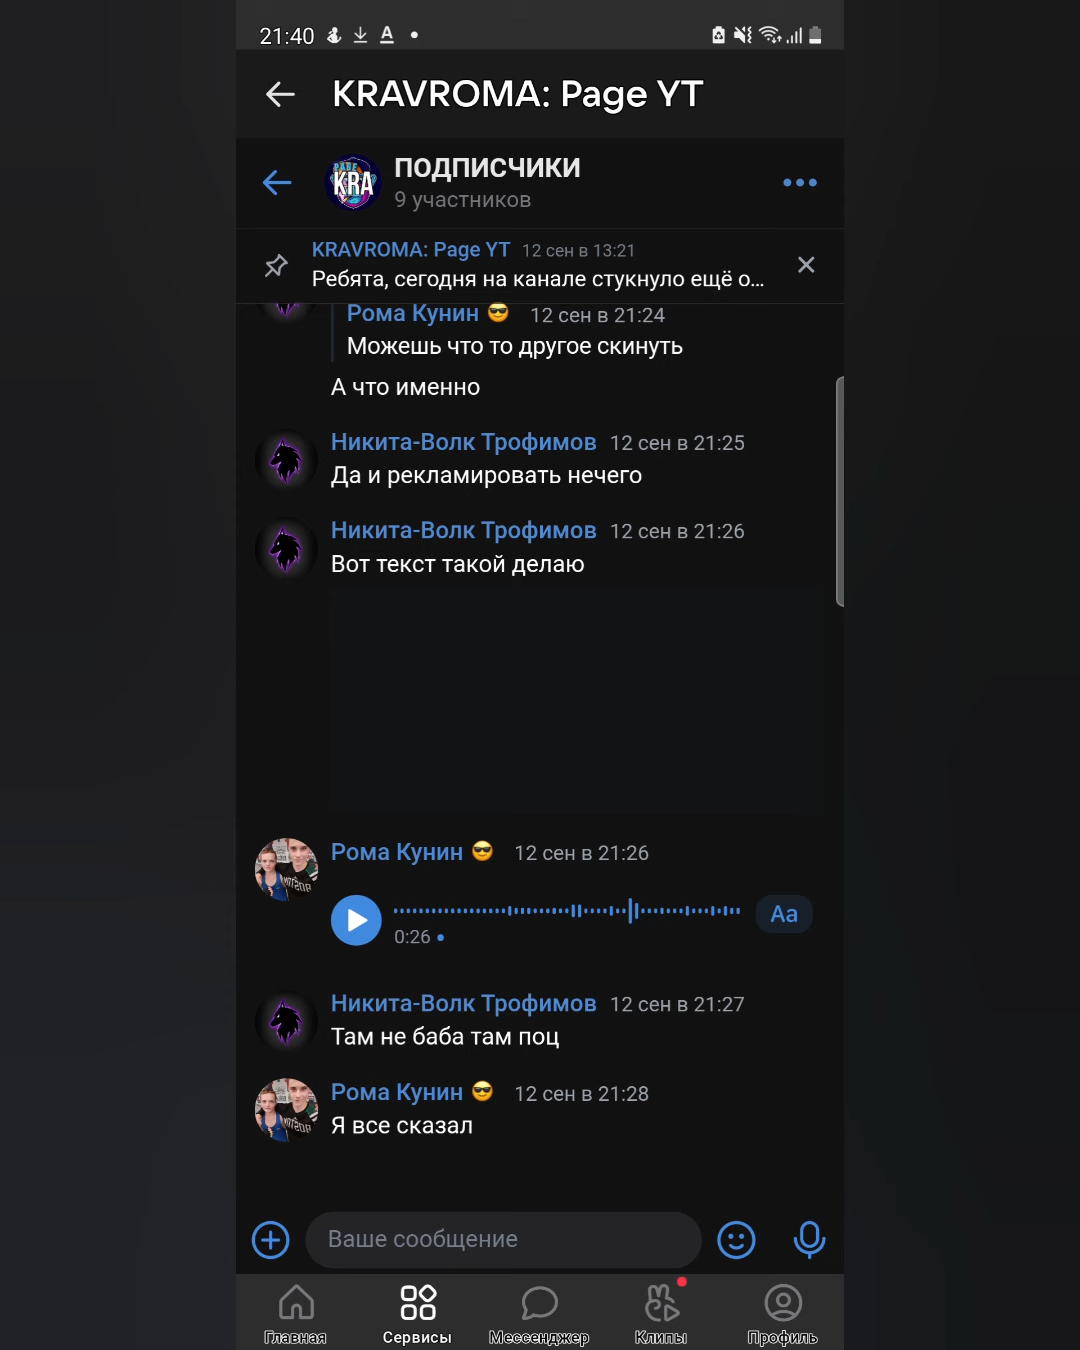 21:40
KRAVROMA: Page YT
PAGE
KRA
ПОДПИСЧИКИ
9 участников
KRAVROMA: Page YT 12 сен в 13:21
Ребята, сегодня на канале стукнуло ещё о...
Рома Кунин 😎 12 сен в 21:24
Можешь что то другое скинуть
А что именно
Никита-Волк Трофимов 12 сен в 21:25
Да и рекламировать нечего
Никита-Волк Трофимов 12 сен в 21:26
Вот текст такой делаю
Рома Кунин 😎 12 сен в 21:26
Aa
0:26
Никита-Волк Трофимов 12 сен в 21:27
Там не баба там поц
Рома Кунин 😎 12 сен в 21:28
Я все сказал
Ваше сообщение
Главная Сервисы Мессенджер Клипы Профиль